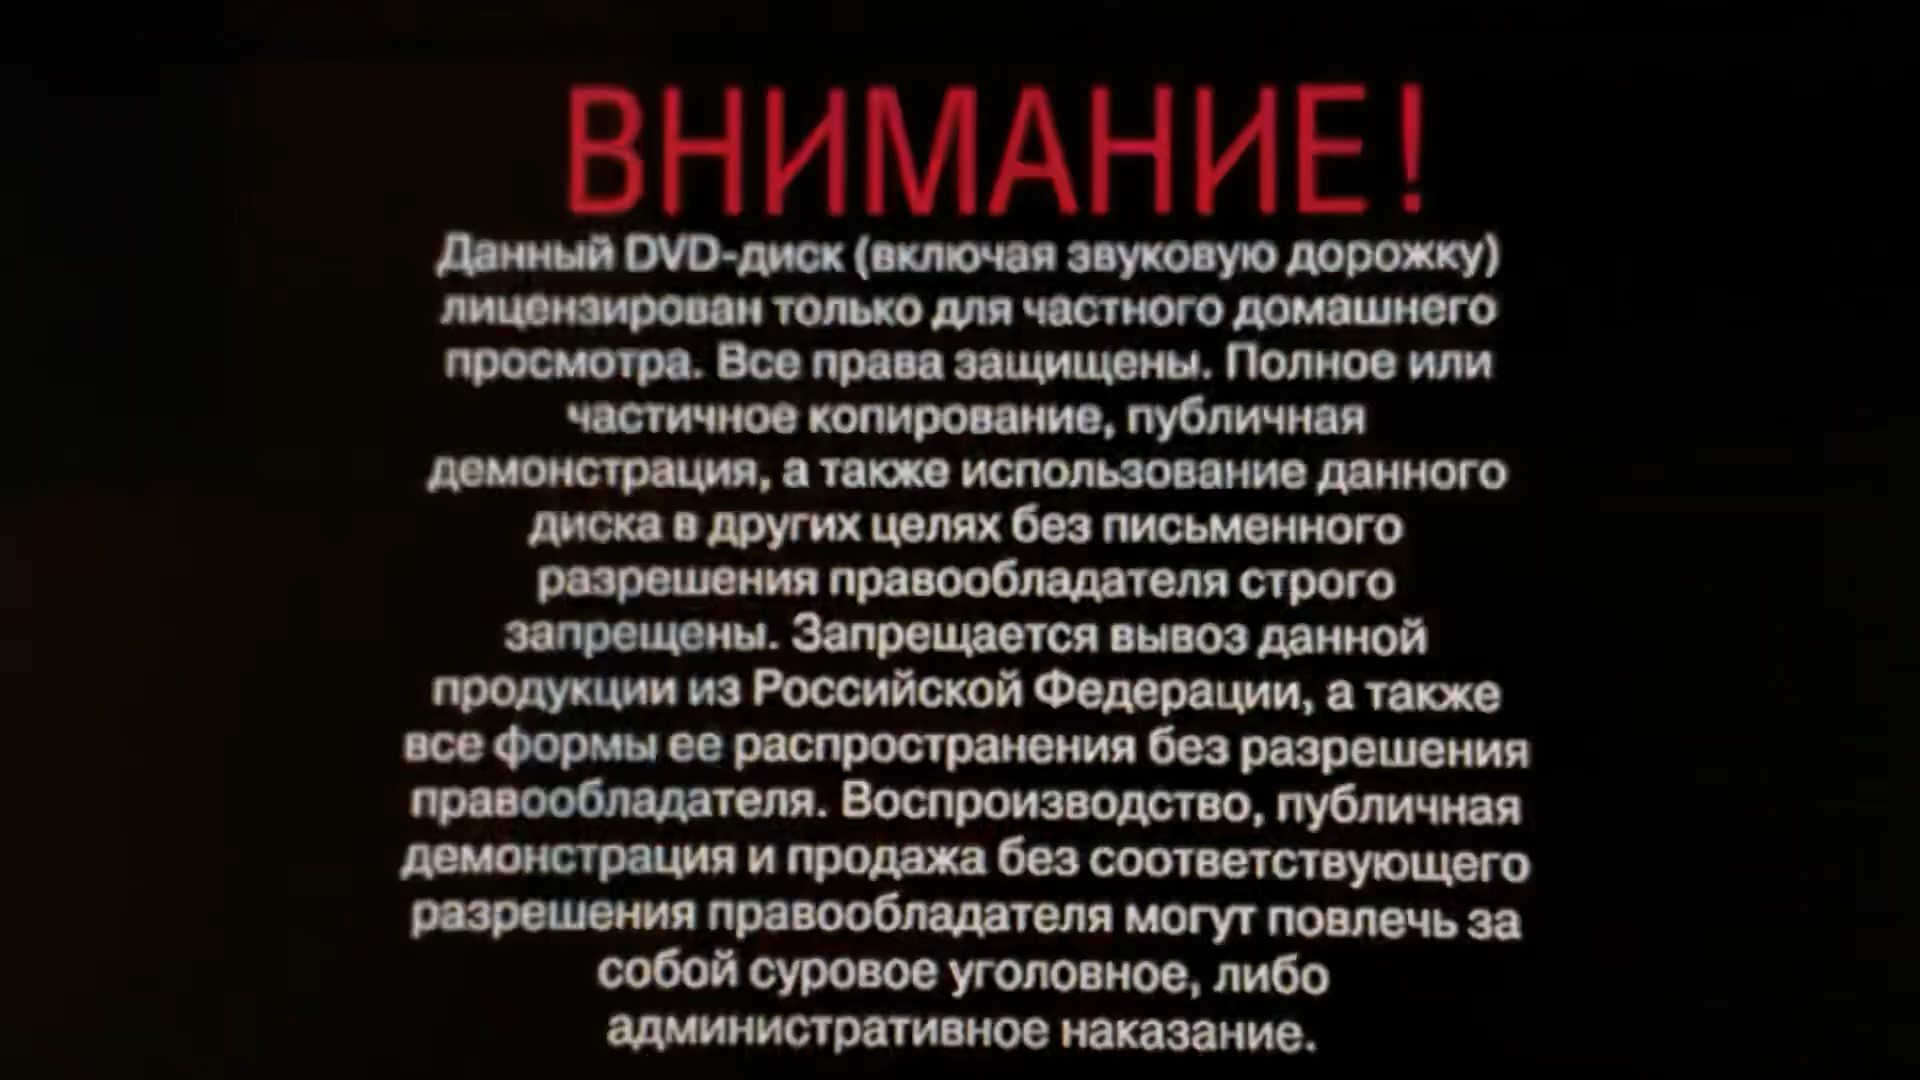 ВНИМАНИЕ!
Данный DVD-диск (включая звуковую дорожку)
лицензирован только для частного домашнего
просмотра. Все права защищены. Полное или
частичное копирование, публичная
демонстрация, а также использование данного
диска в других целях без письменного
разрешения правообладателя строго
запрещены. Запрещается вывоз данной
продукции из Российской Федерации, а также
все формы ее распространения без разрешения
правообладателя. Воспроизводство, публичная
демонстрация и продажа без соответствующего
разрешения правообладателя могут повлечь за
собой суровое уголовное, либо
административное наказание.